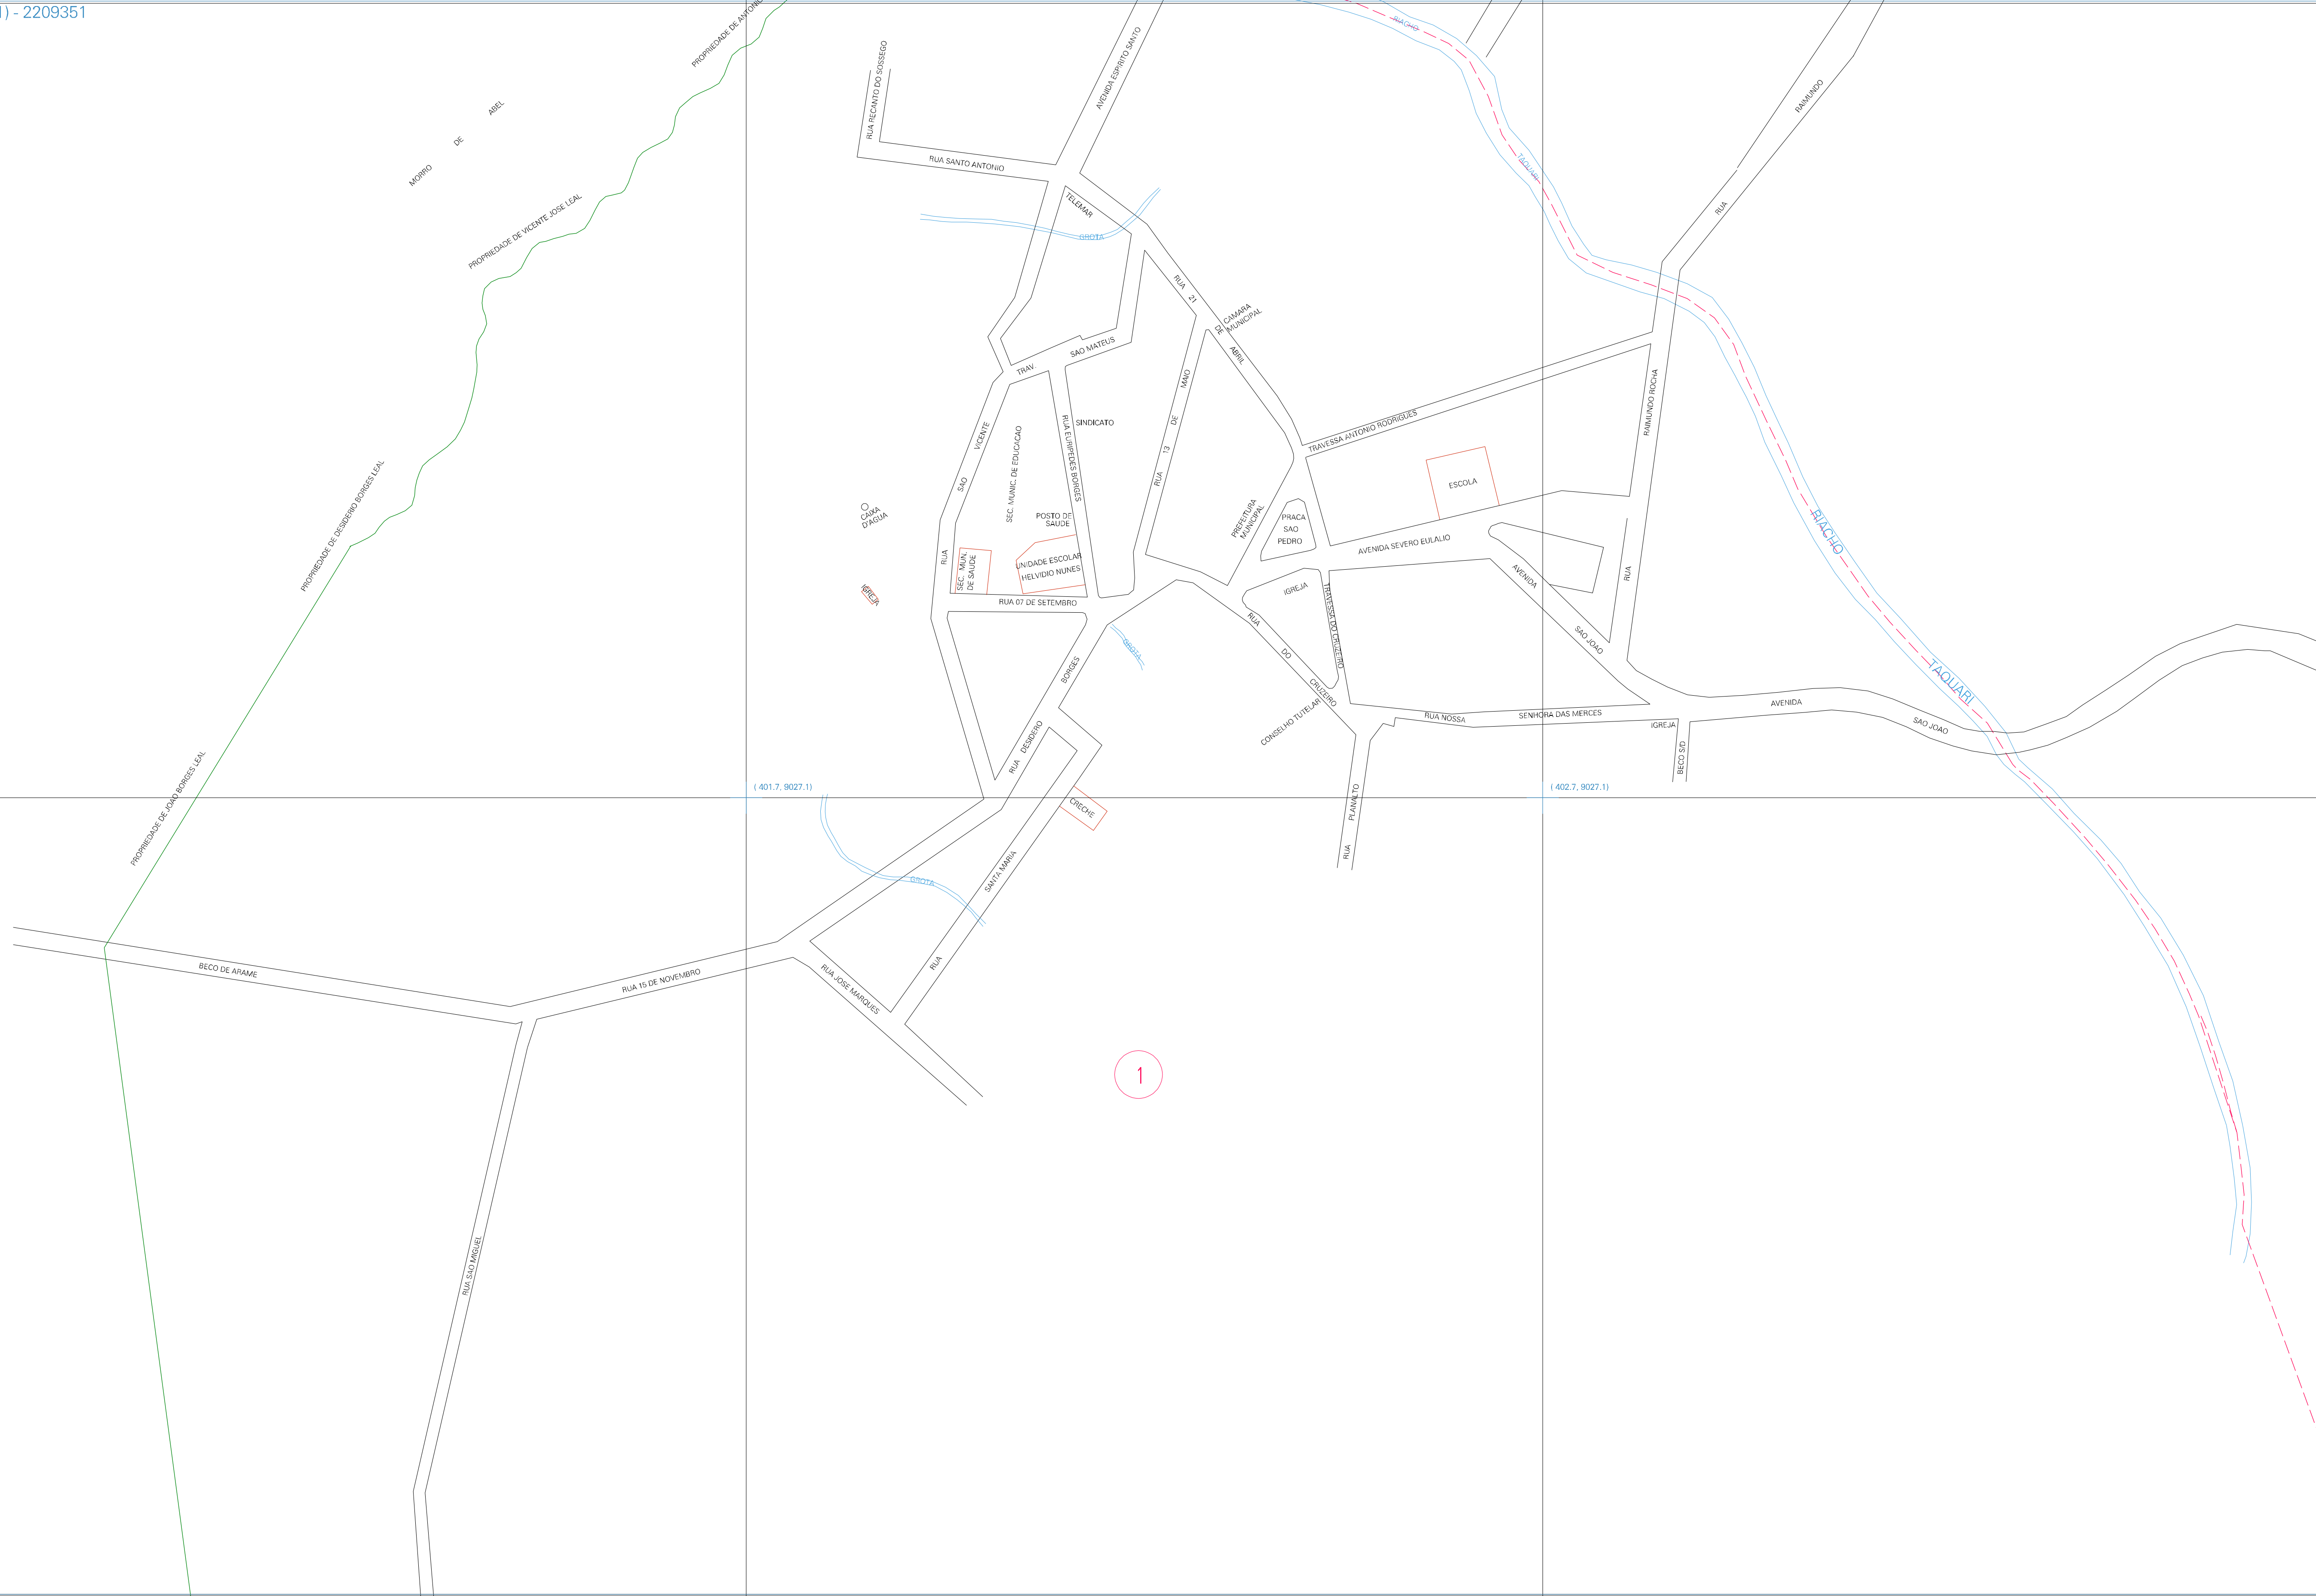 1) - 2209351
PROPRIEDADE DE ANTONIO
RIACHO
AVENIDA ESPIRITO SANTO
RUA RECANTO DO SOSSEGO
MORRO DE ABEL
RAIMUNDO
RUA
RUA SANTO ANTONIO
TAQUARI
TELEMAR
GROTA
PROPRIEDADE DE VICENTE JOSE LEAL
RUA 21
DE
ABRIL
CAMARA
MUNICIPAL
TRAV.
SAO MATEUS
RUA 13 DE MAIO
TRAVESSA ANTONIO RODRIGUES
RAIMUNDO ROCHA
RUA
SINDICATO
RUA EURIPEDES BORGES
SEC. MUNIC. DE EDUCACAO
RUA SAO VICENTE
ESCOLA
PROPRIEDADE DE DESIDERIO BORGES LEAL
CAIXA
D'AGUA
POSTO DE
SAUDE
PREFEITURA
MUNICIPAL
PRACA
SAO
PEDRO
AVENIDA SEVERO EULALIO
RIACHO
TAQUARI
UNIDADE ESCOLAR
HELVIDIO NUNES
SEC. MUN.
DE SAUDE
IGREJA
RUA 07 DE SETEMBRO
IGREJA
TRAVESSA DO CRUZEIRO
AVENIDA
SAO JOAO
RUA DO CRUZEIRO
GROTA
RUA DESIDERO BORGES
CONSELHO TUTELAR
RUA NOSSA
SENHORA DAS MERCES
IGREJA
BECO S/D
AVENIDA
SAO JOAO
PROPRIEDADE DE JOAO BORGES LEAL
( 401.7, 9027.1)
( 402.7, 9027.1)
CRECHE
RUA PLANALTO
GROTA
RUA SANTA MARIA
BECO DE ARAME
RUA 15 DE NOVEMBRO
RUA JOSE MARQUES
1
RUA SAO MIGUEL